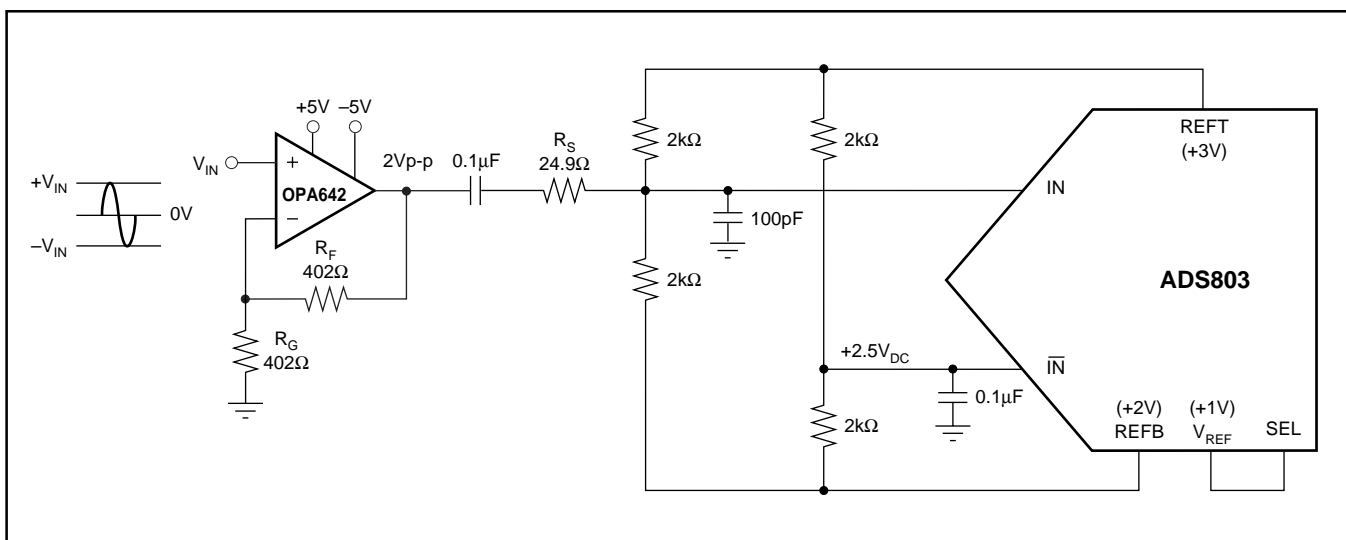 +5V –5V
V_IN
+
OPA642
–
2Vp-p
0.1µF
R_S
24.9Ω
+V_IN
0V
–V_IN
R_F
402Ω
R_G
402Ω
2kΩ
2kΩ
100pF
2kΩ
+2.5V_DC
0.1µF
2kΩ
REFT
(+3V)
IN
ADS803
I̅N̅
(+2V)
REFB
(+1V)
V_REF
SEL